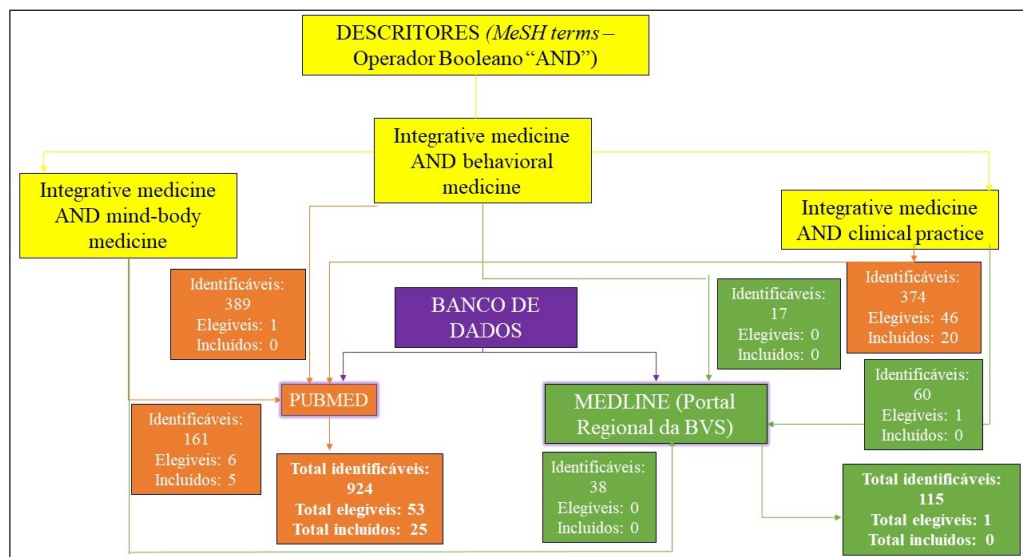 DESCRITORES (MeSH terms –
Operador Booleano “AND”)
Integrative medicine
AND behavioral
medicine
Integrative medicine
AND mind-body
medicine
Integrative medicine
AND clinical practice
Identificáveis:
389
Elegíveis: 1
Incluídos: 0
BANCO DE
DADOS
Identificáveis:
17
Elegíveis: 0
Incluídos: 0
Identificáveis:
374
Elegíveis: 46
Incluídos: 20
PUBMED
MEDLINE (Portal
Regional da BVS)
Identificáveis:
60
Elegíveis: 1
Incluídos: 0
Identificáveis:
161
Elegíveis: 6
Incluídos: 5
Total identificáveis:
924
Total elegíveis: 53
Total incluídos: 25
Identificáveis:
38
Elegíveis: 0
Incluídos: 0
Total identificáveis:
115
Total elegíveis: 1
Total incluídos: 0